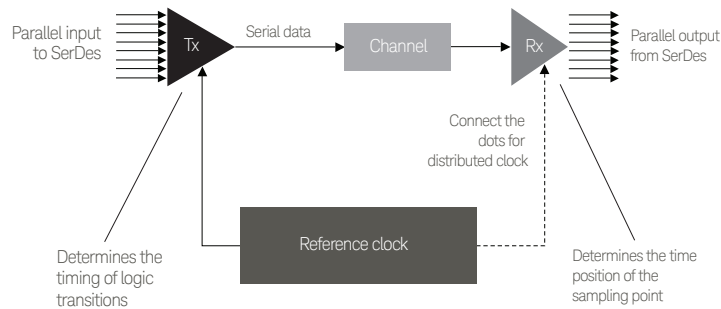 Parallel input
to SerDes
Tx
Serial data
Channel
Rx
Parallel output
from SerDes
Connect the
dots for
distributed clock
Reference clock
Determines the
timing of logic
transitions
Determines the time
position of the
sampling point